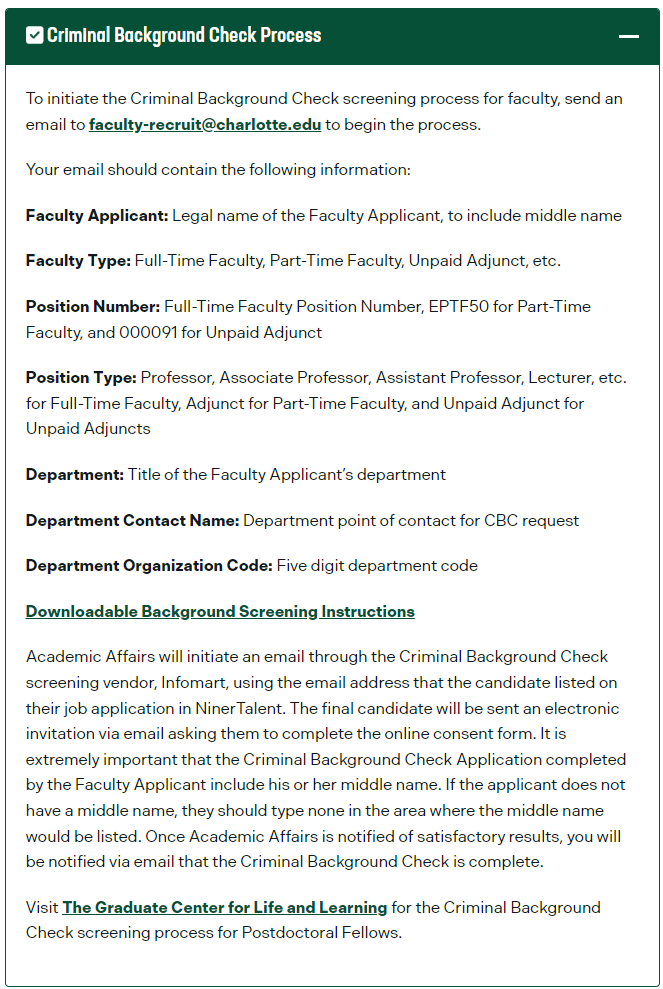 Criminal Background Check Process
To initiate the Criminal Background Check screening process for faculty, send an
email to faculty-recruit@charlotte.edu to begin the process.
Your email should contain the following information:
Faculty Applicant: Legal name of the Faculty Applicant, to include middle name
Faculty Type: Full-Time Faculty, Part-Time Faculty, Unpaid Adjunct, etc.
Position Number: Full-Time Faculty Position Number, EPTF50 for Part-Time
Faculty, and 000091 for Unpaid Adjunct
Position Type: Professor, Associate Professor, Assistant Professor, Lecturer, etc.
for Full-Time Faculty, Adjunct for Part-Time Faculty, and Unpaid Adjunct for
Unpaid Adjuncts
Department: Title of the Faculty Applicant’s department
Department Contact Name: Department point of contact for CBC request
Department Organization Code: Five digit department code
Downloadable Background Screening Instructions
Academic Affairs will initiate an email through the Criminal Background Check
screening vendor, Infomart, using the email address that the candidate listed on
their job application in NinerTalent. The final candidate will be sent an electronic
invitation via email asking them to complete the online consent form. It is
extremely important that the Criminal Background Check Application completed
by the Faculty Applicant include his or her middle name. If the applicant does not
have a middle name, they should type none in the area where the middle name
would be listed. Once Academic Affairs is notified of satisfactory results, you will
be notified via email that the Criminal Background Check is complete.
Visit The Graduate Center for Life and Learning for the Criminal Background
Check screening process for Postdoctoral Fellows.